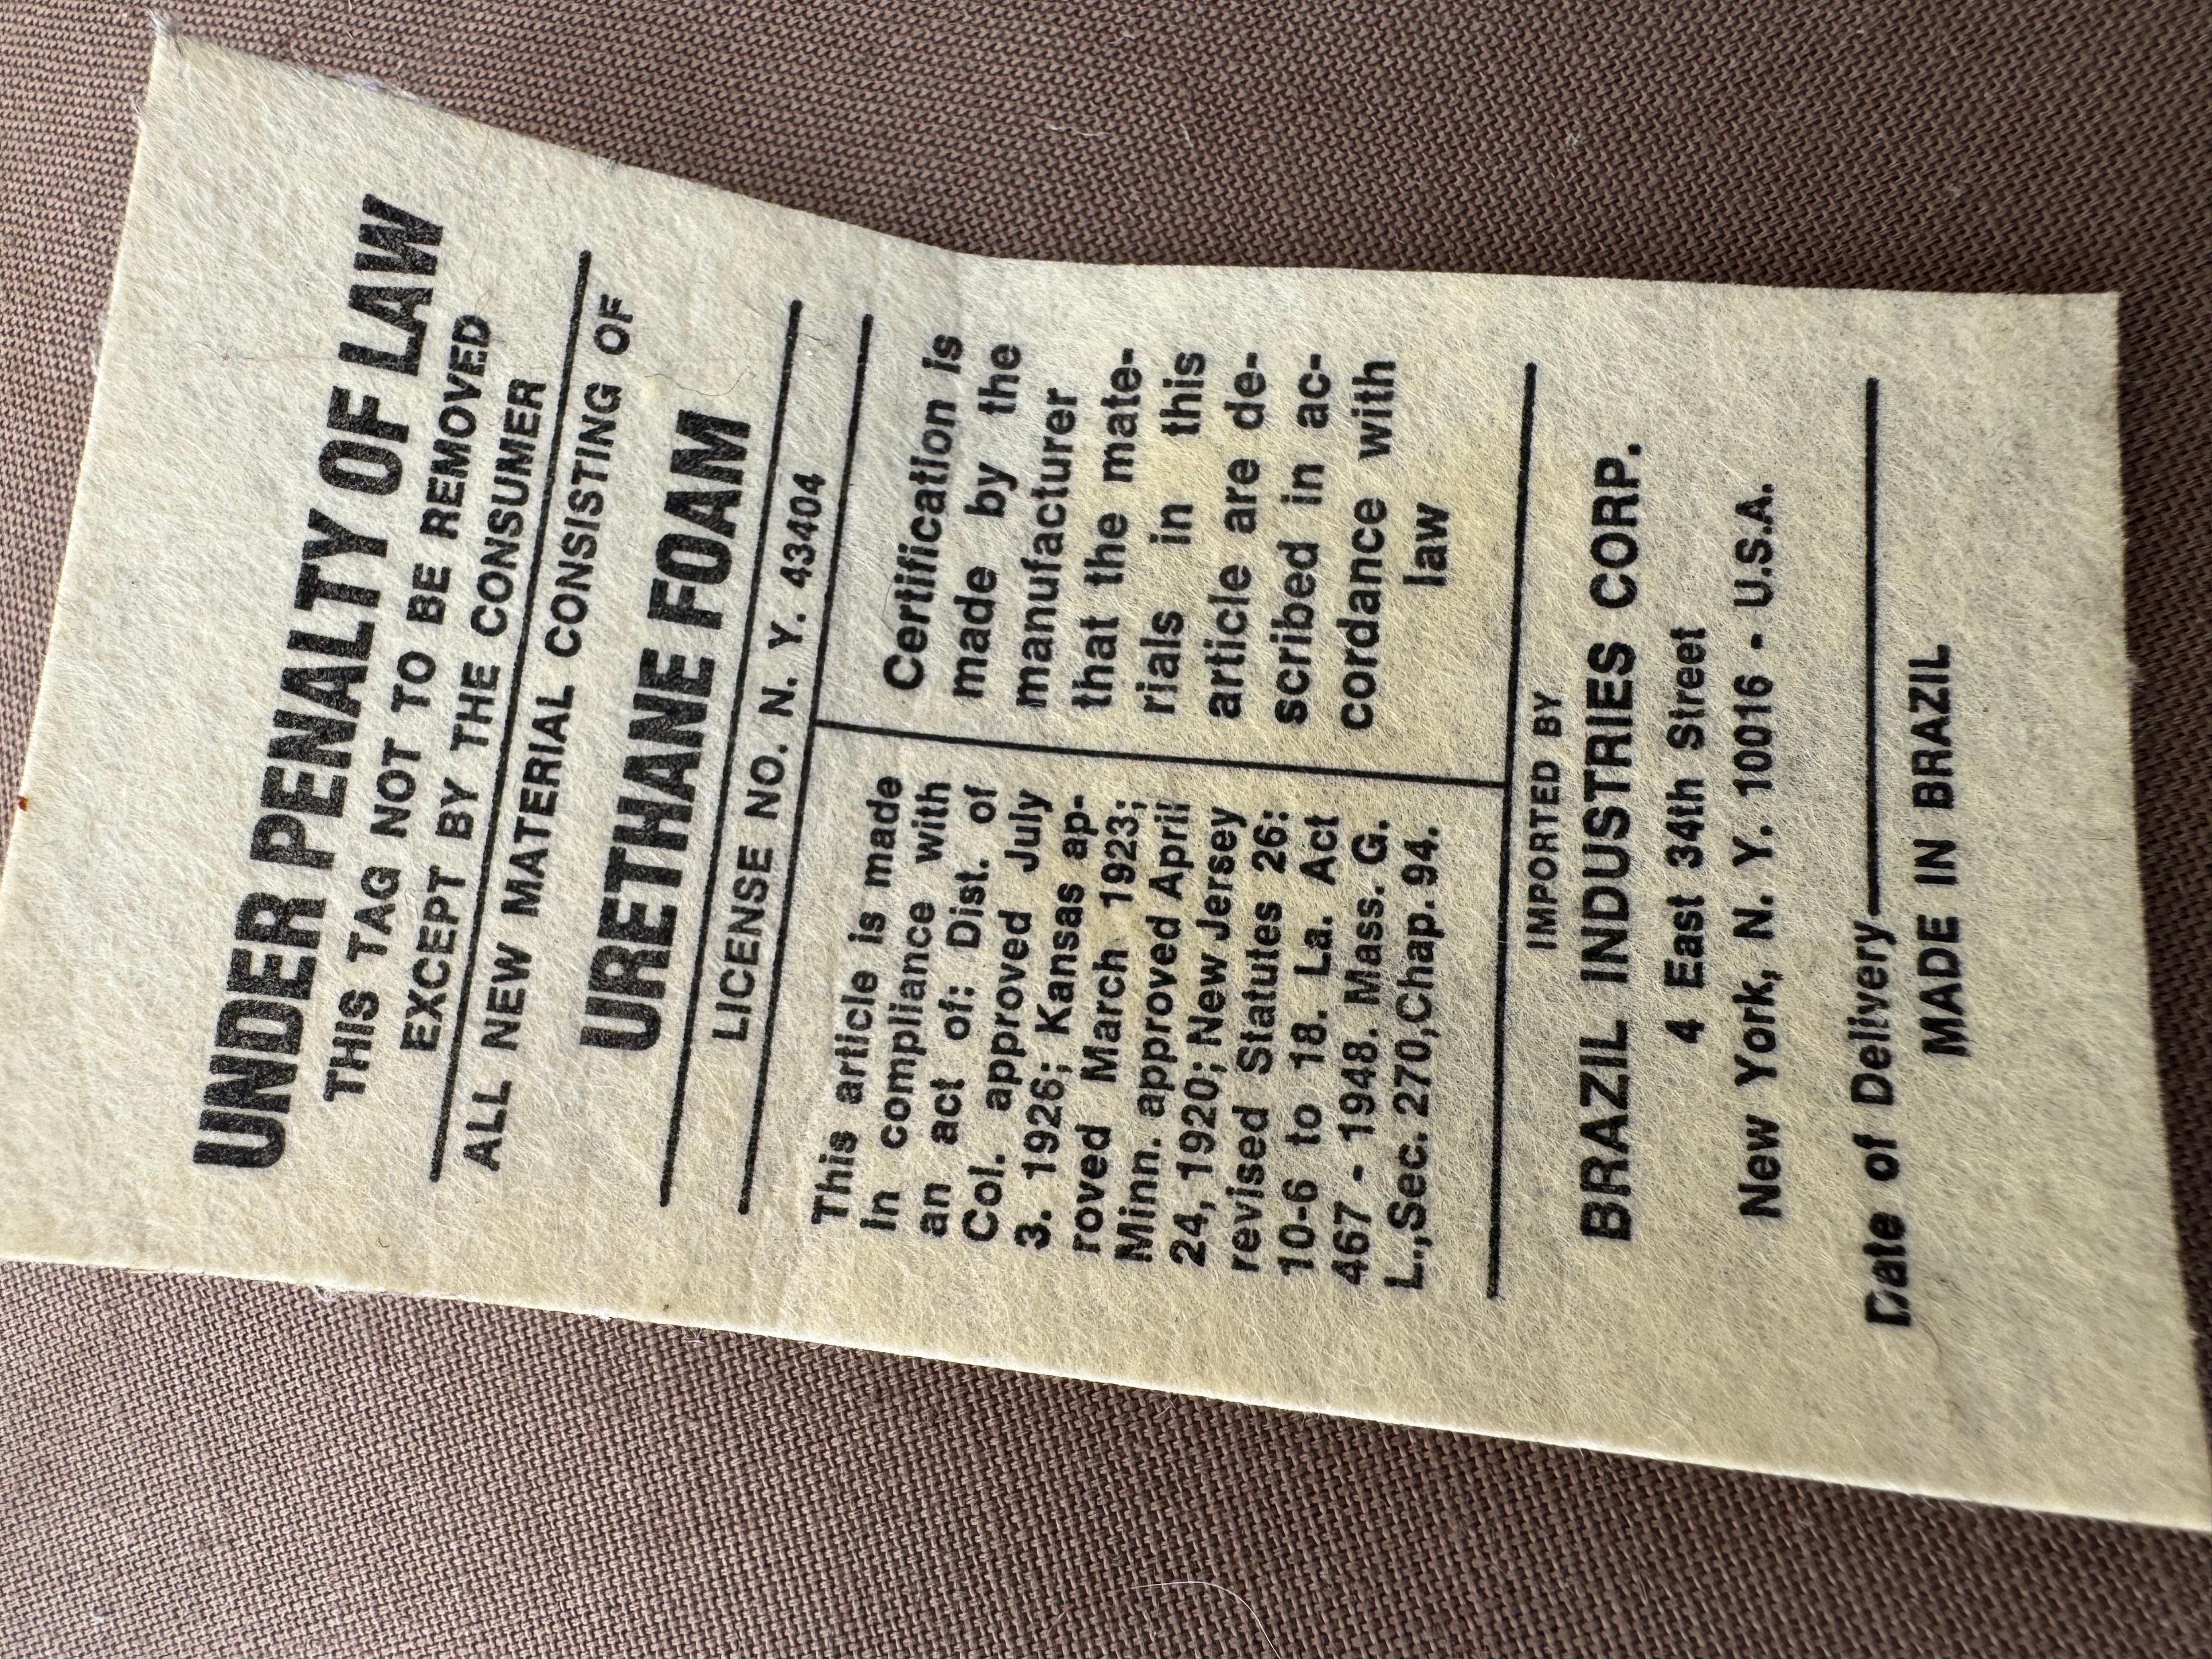 UNDER PENALTY OF LAW
THIS TAG NOT TO BE REMOVED
EXCEPT BY THE CONSUMER
ALL NEW MATERIAL CONSISTING OF
URETHANE FOAM
LICENSE NO. N. Y. 43404
This article is made
in compliance with
an act of: Dist. of
Col. approved July
3. 1926; Kansas ap-
roved March 1923;
Minn. approved April
24, 1920; New Jersey
revised Statutes 26:
10-6 to 18. La. Act
467 - 1948. Mass. G.
L.,Sec. 270,Chap. 94.
Certification is
made by the
manufacturer
that the mate-
rials in this
article are de-
scribed in ac-
cordance with
law
IMPORTED BY
BRAZIL INDUSTRIES CORP.
4 East 34th Street
New York, N. Y. 10016 - U.S.A.
Date of Delivery
MADE IN BRAZIL